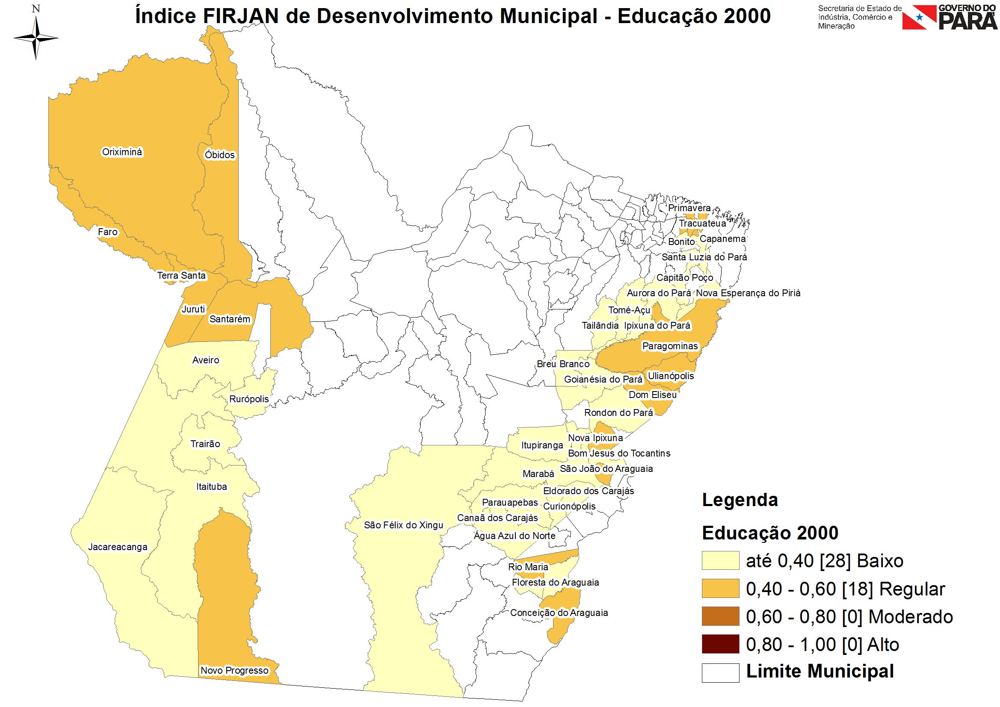 Índice FIRJAN de Desenvolvimento Municipal - Educação 2000
Secretaria de Estado de
Indústria, Comércio e
Mineração
GOVERNO DO
PARÁ
N
Oriximiná
Óbidos
Primavera
Tracuateua
Faro
Bonito
Capanema
Santa Luzia do Pará
Terra Santa
Capitão Poço
Aurora do Pará
Nova Esperança do Piriá
Juruti
Tomé-Açu
Santarém
Tailândia
Ipixuna do Pará
Paragominas
Aveiro
Breu Branco
Ulianópolis
Goianésia do Pará
Dom Eliseu
Rurópolis
Rondon do Pará
Nova Ipixuna
Trairão
Itupiranga
Bom Jesus do Tocantins
São João do Araguaia
Marabá
Itaituba
Eldorado dos Carajás
Parauapebas
Curionópolis
Canaã dos Carajás
São Félix do Xingu
Água Azul do Norte
Jacareacanga
Rio Maria
Floresta do Araguaia
Conceição do Araguaia
Novo Progresso
Legenda
Educação 2000
até 0,40 [28] Baixo
0,40 - 0,60 [18] Regular
0,60 - 0,80 [0] Moderado
0,80 - 1,00 [0] Alto
Limite Municipal